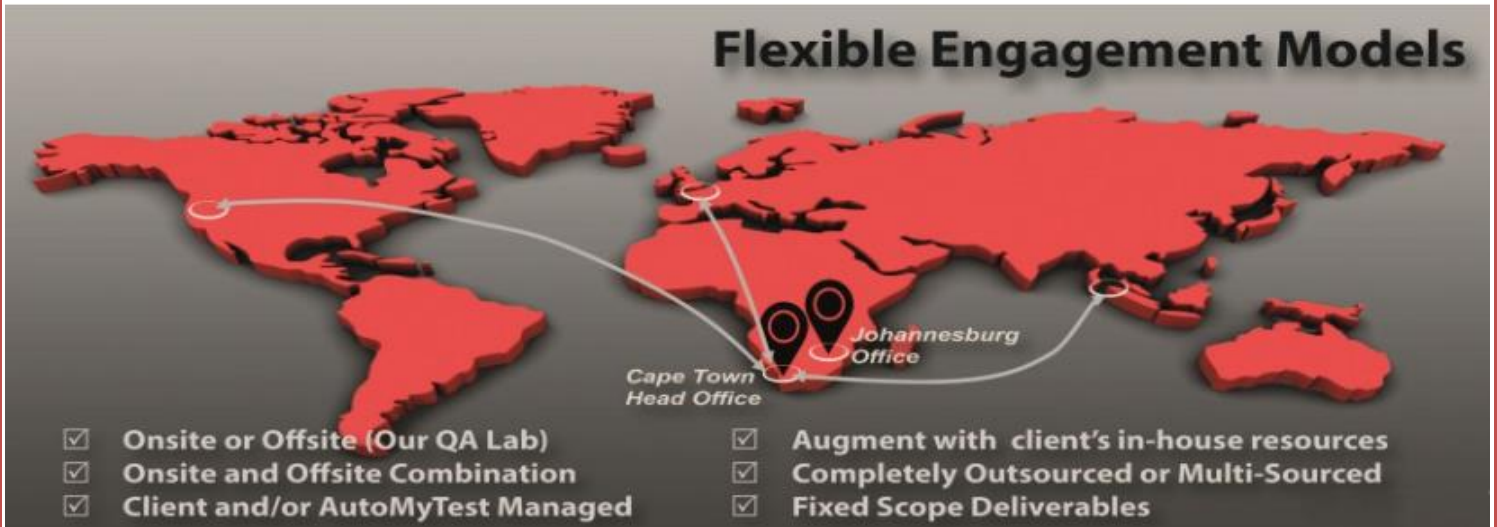 Flexible Engagement Models
Johannesburg
Office
Cape Town
Head Office
Onsite or Offsite (Our QA Lab)
Onsite and Offsite Combination
Client and/or AutoMyTest Managed
Augment with client's in-house resources
Completely Outsourced or Multi-Sourced
Fixed Scope Deliverables